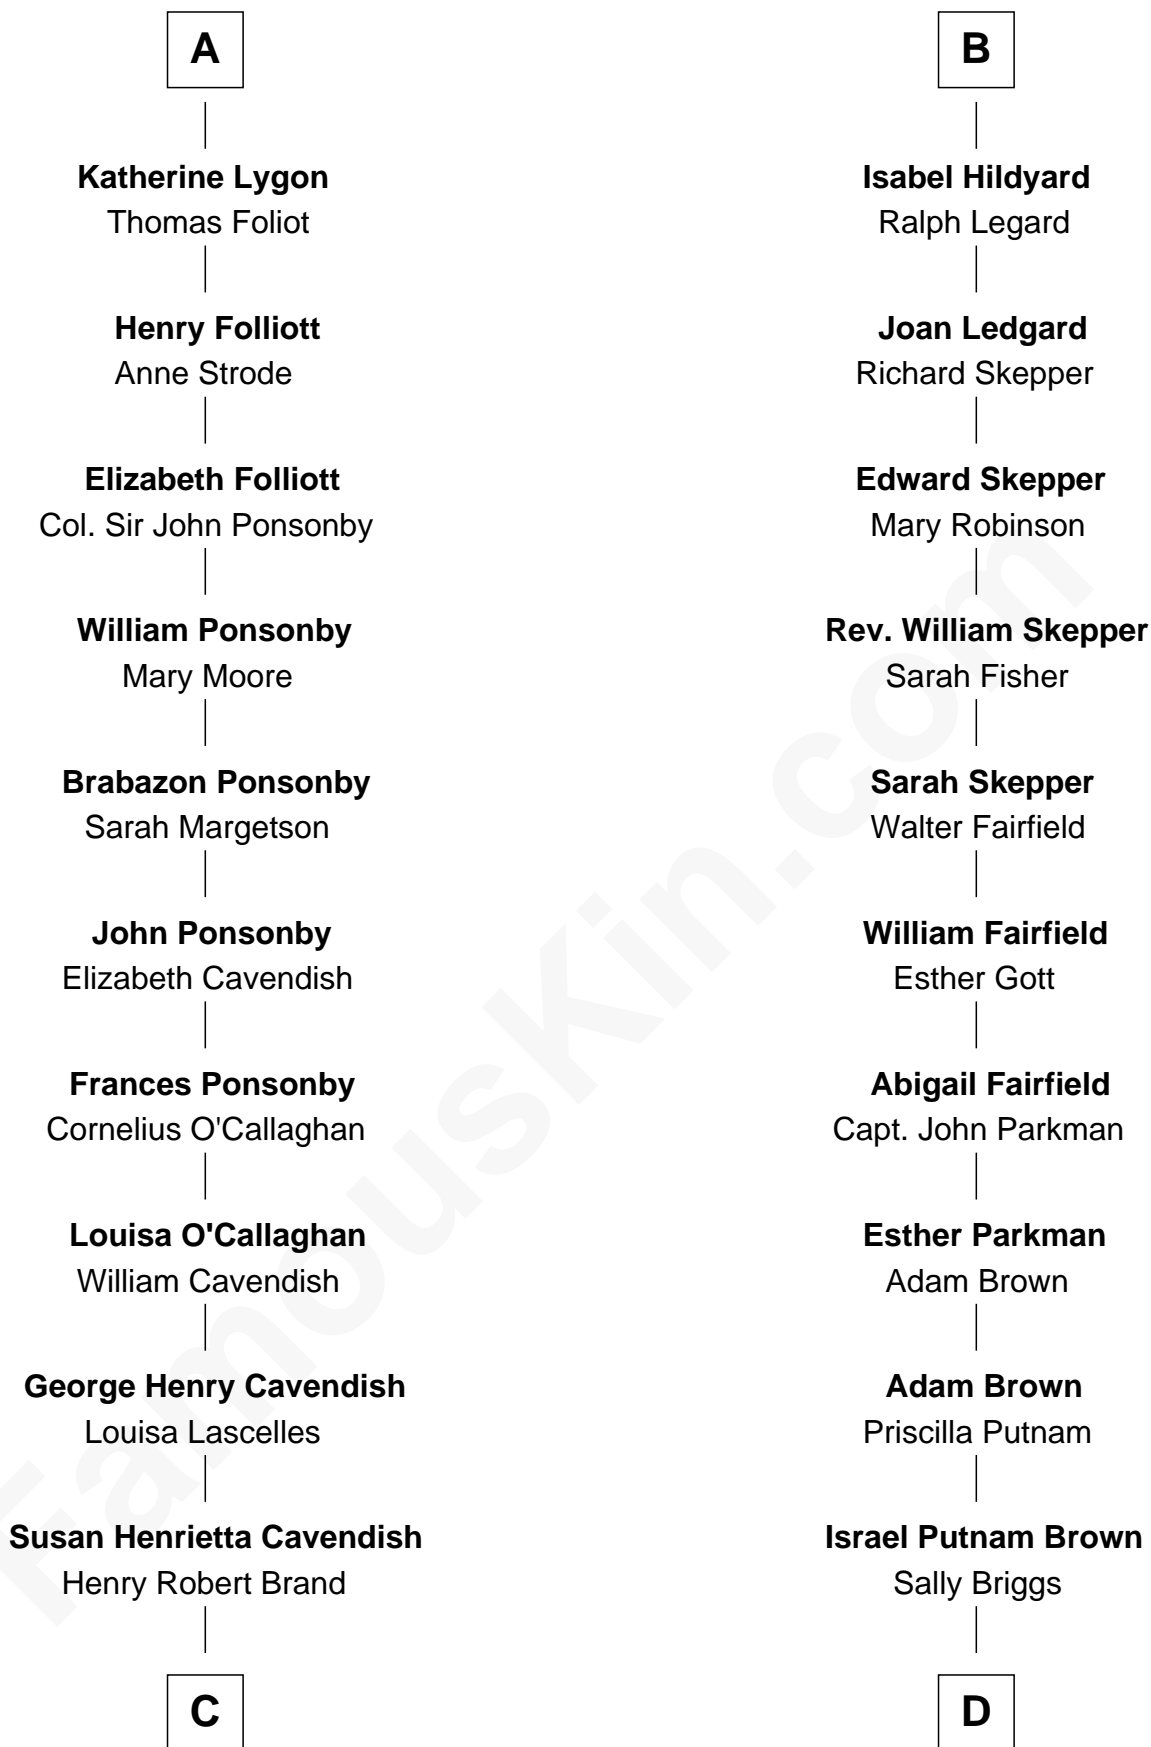 A
Katherine Lygon
Thomas Foliot
Henry Folliott
Anne Strode
Elizabeth Folliott
Col. Sir John Ponsonby
William Ponsonby
Mary Moore
Brabazon Ponsonby
Sarah Margetson
John Ponsonby
Elizabeth Cavendish
Frances Ponsonby
Cornelius O'Callaghan
Louisa O'Callaghan
William Cavendish
George Henry Cavendish
Louisa Lascelles
Susan Henrietta Cavendish
Henry Robert Brand
C
B
Isabel Hildyard
Ralph Legard
Joan Ledgard
Richard Skepper
Edward Skepper
Mary Robinson
Rev. William Skepper
Sarah Fisher
Sarah Skepper
Walter Fairfield
William Fairfield
Esther Gott
Abigail Fairfield
Capt. John Parkman
Esther Parkman
Adam Brown
Adam Brown
Priscilla Putnam
Israel Putnam Brown
Sally Briggs
D
FamousKin.com